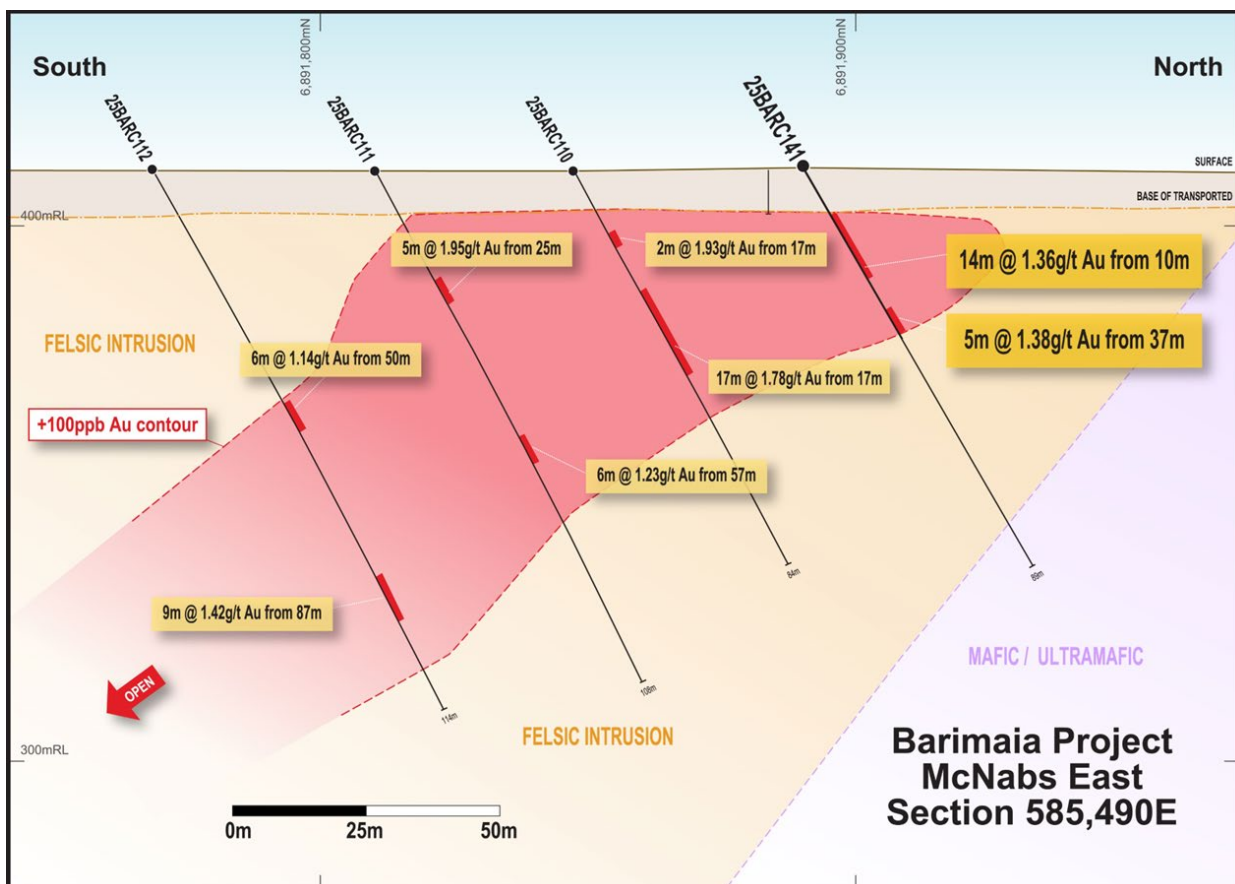 South
6,891,800mN
6,891,900mN
North
25BARC112
25BARC111
25BARC110
25BARC141
SURFACE
BASE OF TRANSPORTED
400mRL
5m @ 1.95g/t Au from 25m
2m @ 1.93g/t Au from 17m
14m @ 1.36g/t Au from 10m
FELSIC INTRUSION
6m @ 1.14g/t Au from 50m
5m @ 1.38g/t Au from 37m
17m @ 1.78g/t Au from 17m
+100ppb Au contour
6m @ 1.23g/t Au from 57m
84m
89m
9m @ 1.42g/t Au from 87m
MAFIC / ULTRAMAFIC
OPEN
108m
114m
FELSIC INTRUSION
300mRL
Barimaia Project
McNabs East
Section 585,490E
0m
25m
50m